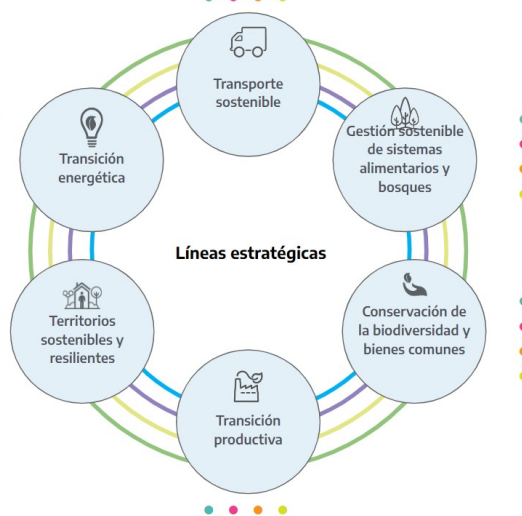 Transporte
sostenible
Gestión sostenible
de sistemas
alimentarios y
bosques
Conservación de
la biodiversidad y
bienes comunes
Transición
productiva
Territorios
sostenibles y
resilientes
Transición
energética
Líneas estratégicas